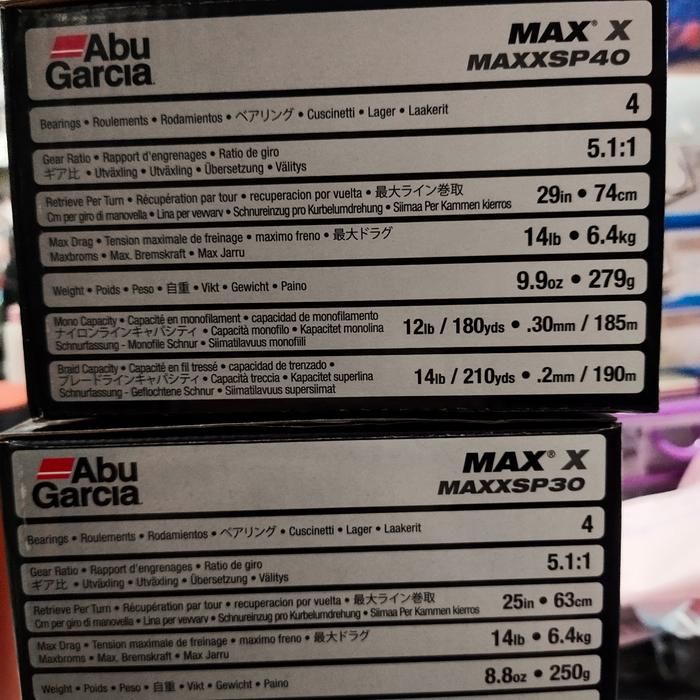 Abu
Garcia
MAX® X
MAXXSP40
Bearings • Roulements • Rodamientos • ベアリング • Cuscinetti • Lager • Laakerit
4
Gear Ratio • Rapport d'engrenages • Ratio de giro
ギア比 • Utväxling • Utväxling • Übersetzung • Välitys
5.1:1
Retrieve Per Turn • Récupération par tour • recuperacion por vuelta • 最大ライン巻取
Cm per giro di manovella • Lina per vevvarv • Schnureinzug pro Kurbelumdrehung • Siimaa Per Kammen kierros
29in • 74cm
Max Drag • Tension maximale de freinage • maximo freno • 最大ドラグ
Maxbroms • Max. Bremskraft • Max Jarru
14lb • 6.4kg
Weight • Poids • Peso • 自重 • Vikt • Gewicht • Paino
9.9oz • 279g
Mono Capacity • Capacité en monofilament • capacidad de monofilamento
ナイロンラインキャパシティ • Capacità monofilo • Kapacitet monolina
Schnurfassung - Monofile Schnur • Siimatilavuus monofiili
12lb / 180yds • .30mm / 185m
Braid Capacity • Capacité en fil tressé • capacidad de trenzado •
ブレードラインキャパシティ • Capacità treccia • Kapacitet superlina
Schnurfassung - Geflochtene Schnur • Siimatilavuus supersiimat
14lb / 210yds • .2mm / 190m
Abu
Garcia
MAX® X
MAXXSP30
Bearings • Roulements • Rodamientos • ベアリング • Cuscinetti • Lager • Laakerit
4
Gear Ratio • Rapport d'engrenages • Ratio de giro
ギア比 • Utväxling • Utväxling • Übersetzung • Välitys
5.1:1
Retrieve Per Turn • Récupération par tour • recuperacion por vuelta • 最大ライン巻取
Cm per giro di manovella • Lina per vevvarv • Schnureinzug pro Kurbelumdrehung • Siimaa Per Kammen kierros
25in • 63cm
Max Drag • Tension maximale de freinage • maximo freno • 最大ドラグ
Maxbroms • Max. Bremskraft • Max Jarru
14lb • 6.4kg
Weight • Poids • Peso • 自重 • Vikt • Gewicht • Paino
8.8oz • 250g